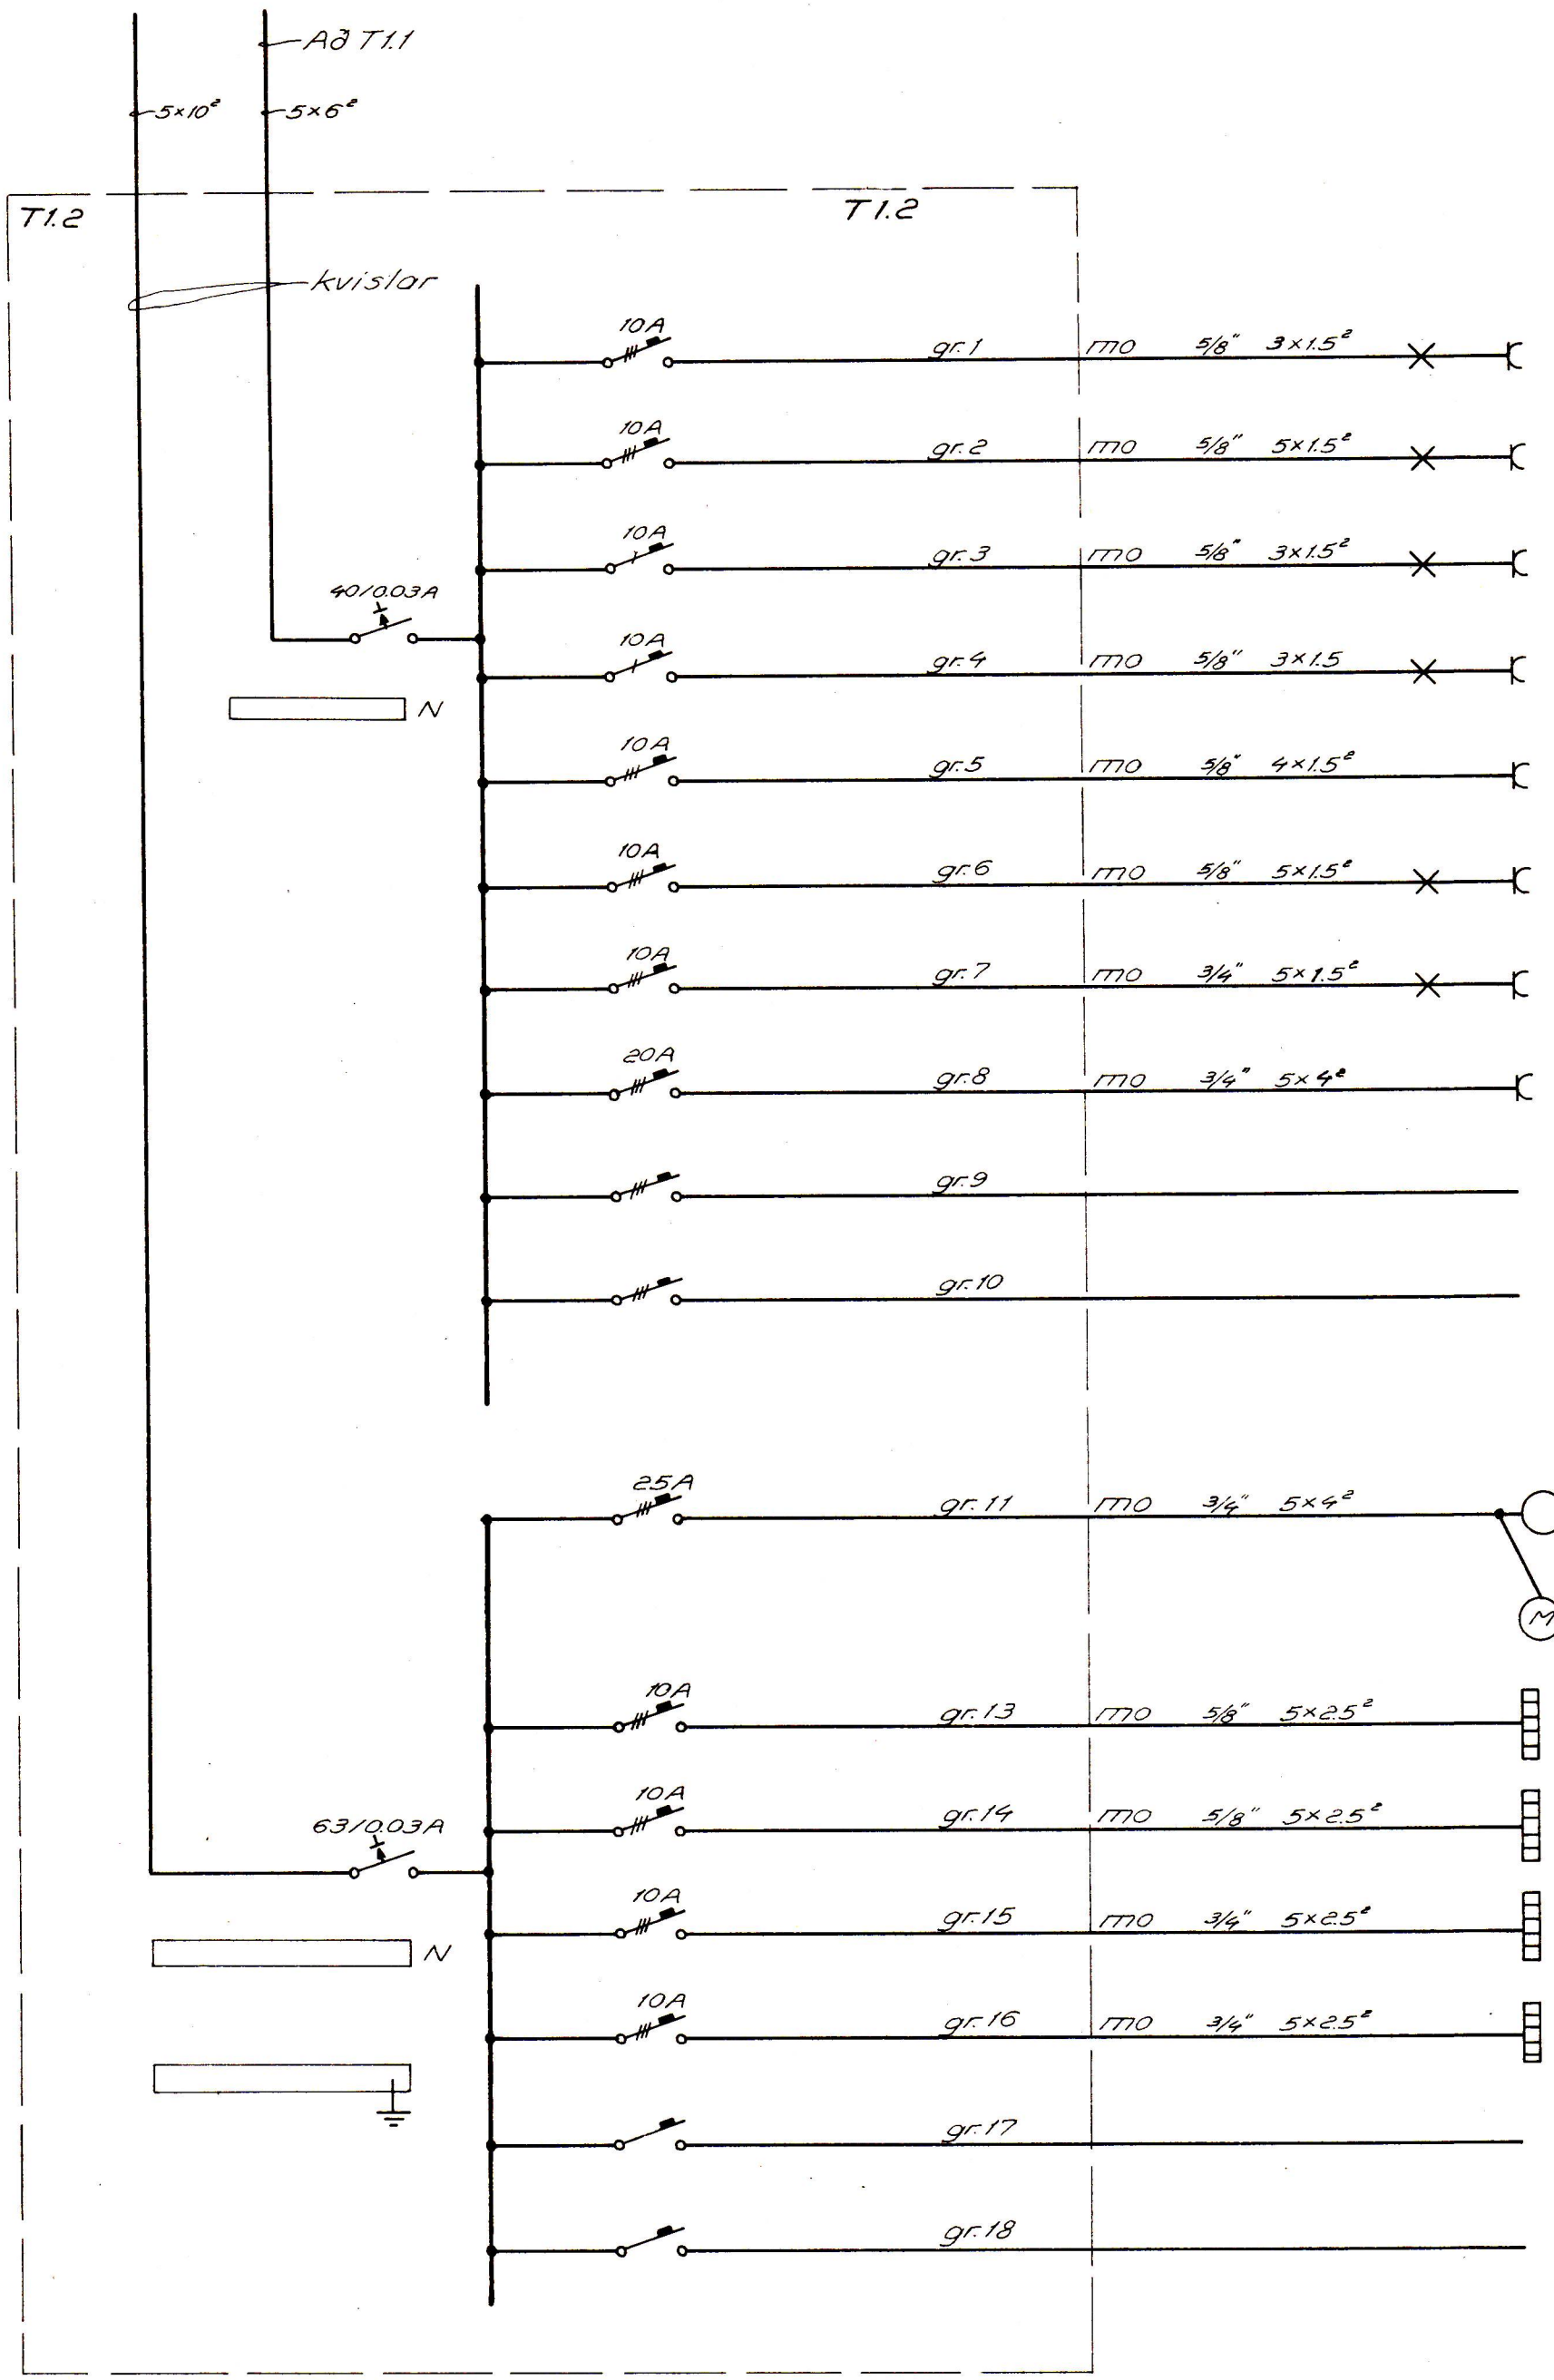 Að T1.1
5×10² 5×6²
T1.2 T1.2
kvíslar
10A
gr.1 mo 5/8" 3×1.5²
10A
gr.2 mo 5/8" 5×1.5²
10A
gr.3 mo 5/8" 3×1.5²
40/0.03A
10A
gr.4 mo 5/8" 3×1.5
N
10A
gr.5 mo 5/8" 4×1.5²
10A
gr.6 mo 5/8" 5×1.5²
10A
gr.7 mo 3/4" 5×1.5²
20A
gr.8 mo 3/4" 5×4²
gr.9
gr.10
25A
gr.11 mo 3/4" 5×4²
M
10A
gr.13 mo 5/8" 5×2.5²
10A
gr.14 mo 5/8" 5×2.5²
63/0.03A
10A
gr.15 mo 3/4" 5×2.5²
N
10A
gr.16 mo 3/4" 5×2.5²
gr.17
gr.18